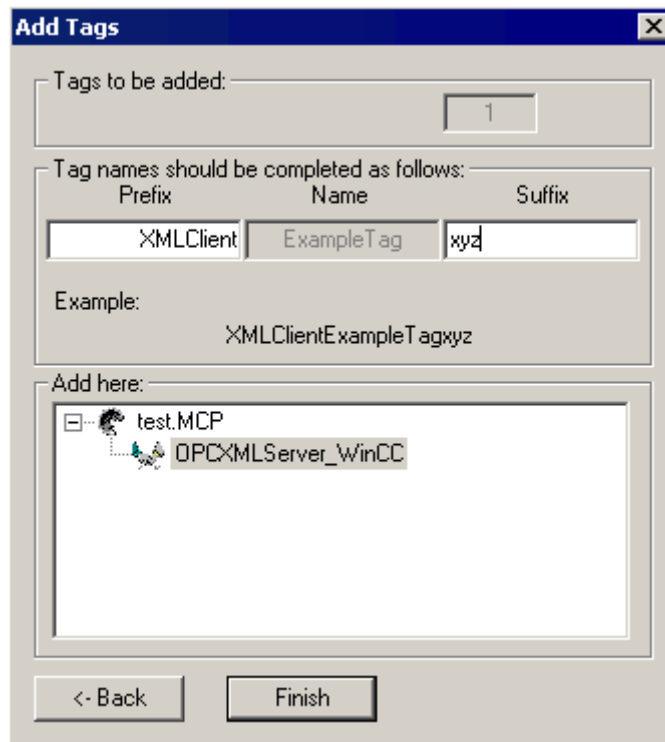 Add Tags
Tags to be added:
1
Tag names should be completed as follows:
Prefix Name Suffix
XMLClient ExampleTag xyz
Example:
XMLClientExampleTagxyz
Add here:
test.MCP
OPCXMLServer_WinCC
<- Back Finish